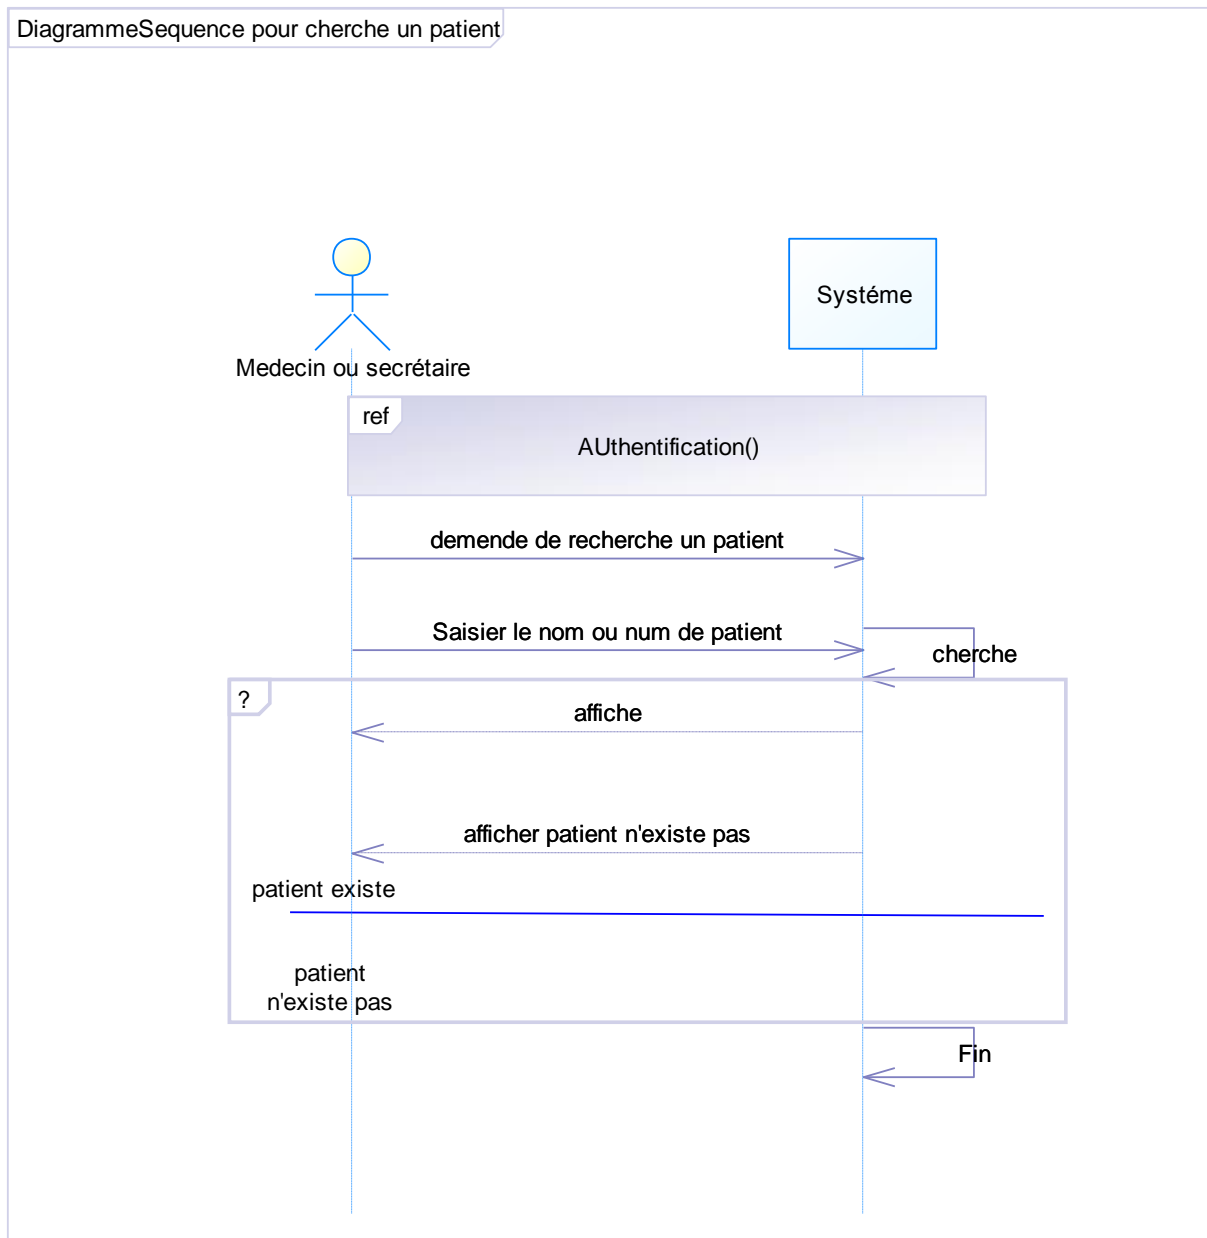 DiagrammeSequence pour cherche un patient
Systéme
Medecin ou secrétaire
ref
AUthentification()
demende de recherche un patient
Saisier le nom ou num de patient
cherche
?
affiche
afficher patient n'existe pas
patient existe
patient
n'existe pas
Fin